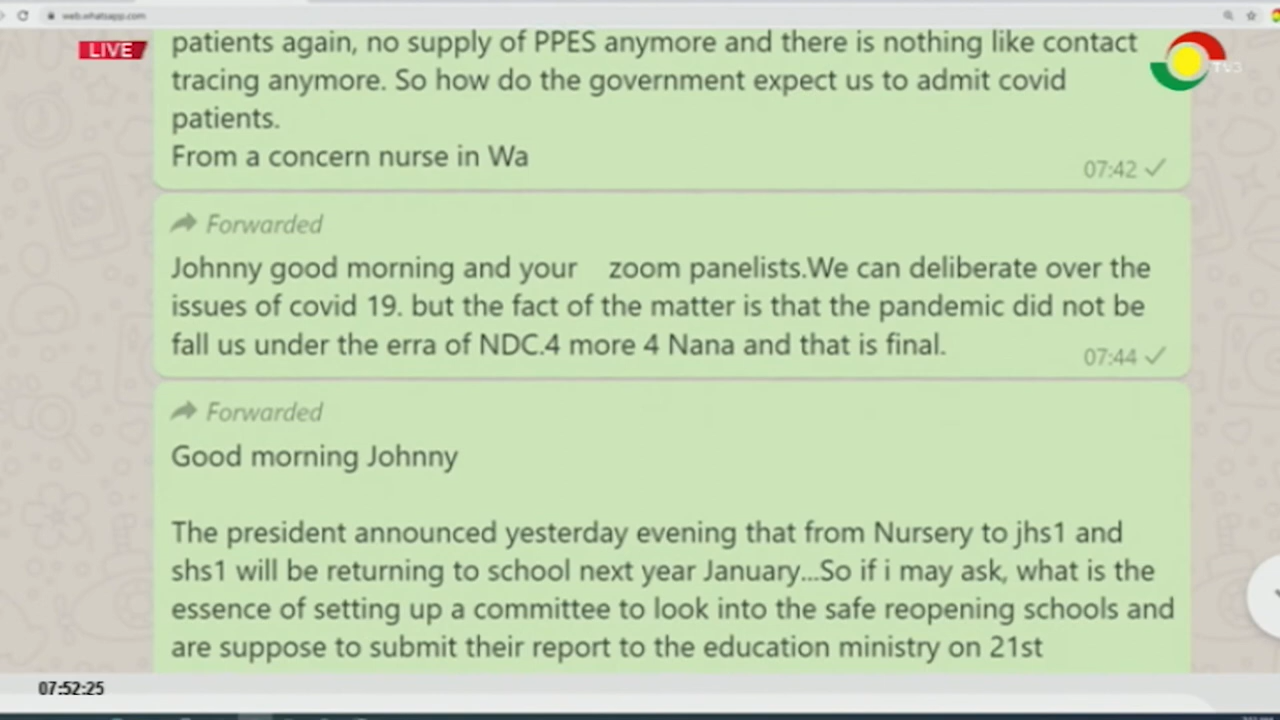 web.whatsapp.com
LIVE
TV3
patients again, no supply of PPES anymore and there is nothing like contact
tracing anymore. So how do the government expect us to admit covid
patients.
From a concern nurse in Wa
07:42
Forwarded
Johnny good morning and your zoom panelists.We can deliberate over the
issues of covid 19. but the fact of the matter is that the pandemic did not be
fall us under the erra of NDC.4 more 4 Nana and that is final.
07:44
Forwarded
Good morning Johnny
The president announced yesterday evening that from Nursery to jhs1 and
shs1 will be returning to school next year January...So if i may ask, what is the
essence of setting up a committee to look into the safe reopening schools and
are suppose to submit their report to the education ministry on 21st
07:52:25